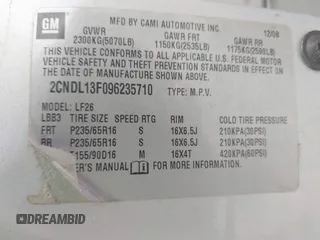 GM
MFD BY CAMI AUTOMOTIVE INC. 12/08
GVWR GAWR FRT GAWR RR
2300KG(5070LB) 1150KG(2535LB) 1175KG(2590LB)
THIS VEHICLE CONFORMS TO ALL APPLICABLE U.S. FEDERAL MOTOR
VEHICLE SAFETY AND THEFT PREVENTION STANDARDS IN EFFECT
ON THE DATE OF MANUFACTURE SHOWN ABOVE.
2CNDL13F096235710 TYPE: M.P.V.
MODEL: LF26
LBB3 TIRE SIZE SPEED RTG RIM COLD TIRE PRESSURE
FRT P235/65R16 S 16X6.5J 210KPA(30PSI)
RR P235/65R16 S 16X6.5J 210KPA(30PSI)
T155/90D16 M 16X4T 420KPA(60PSI)
ER'S MANUAL FOR MORE INFORMATION.
DREAMBID